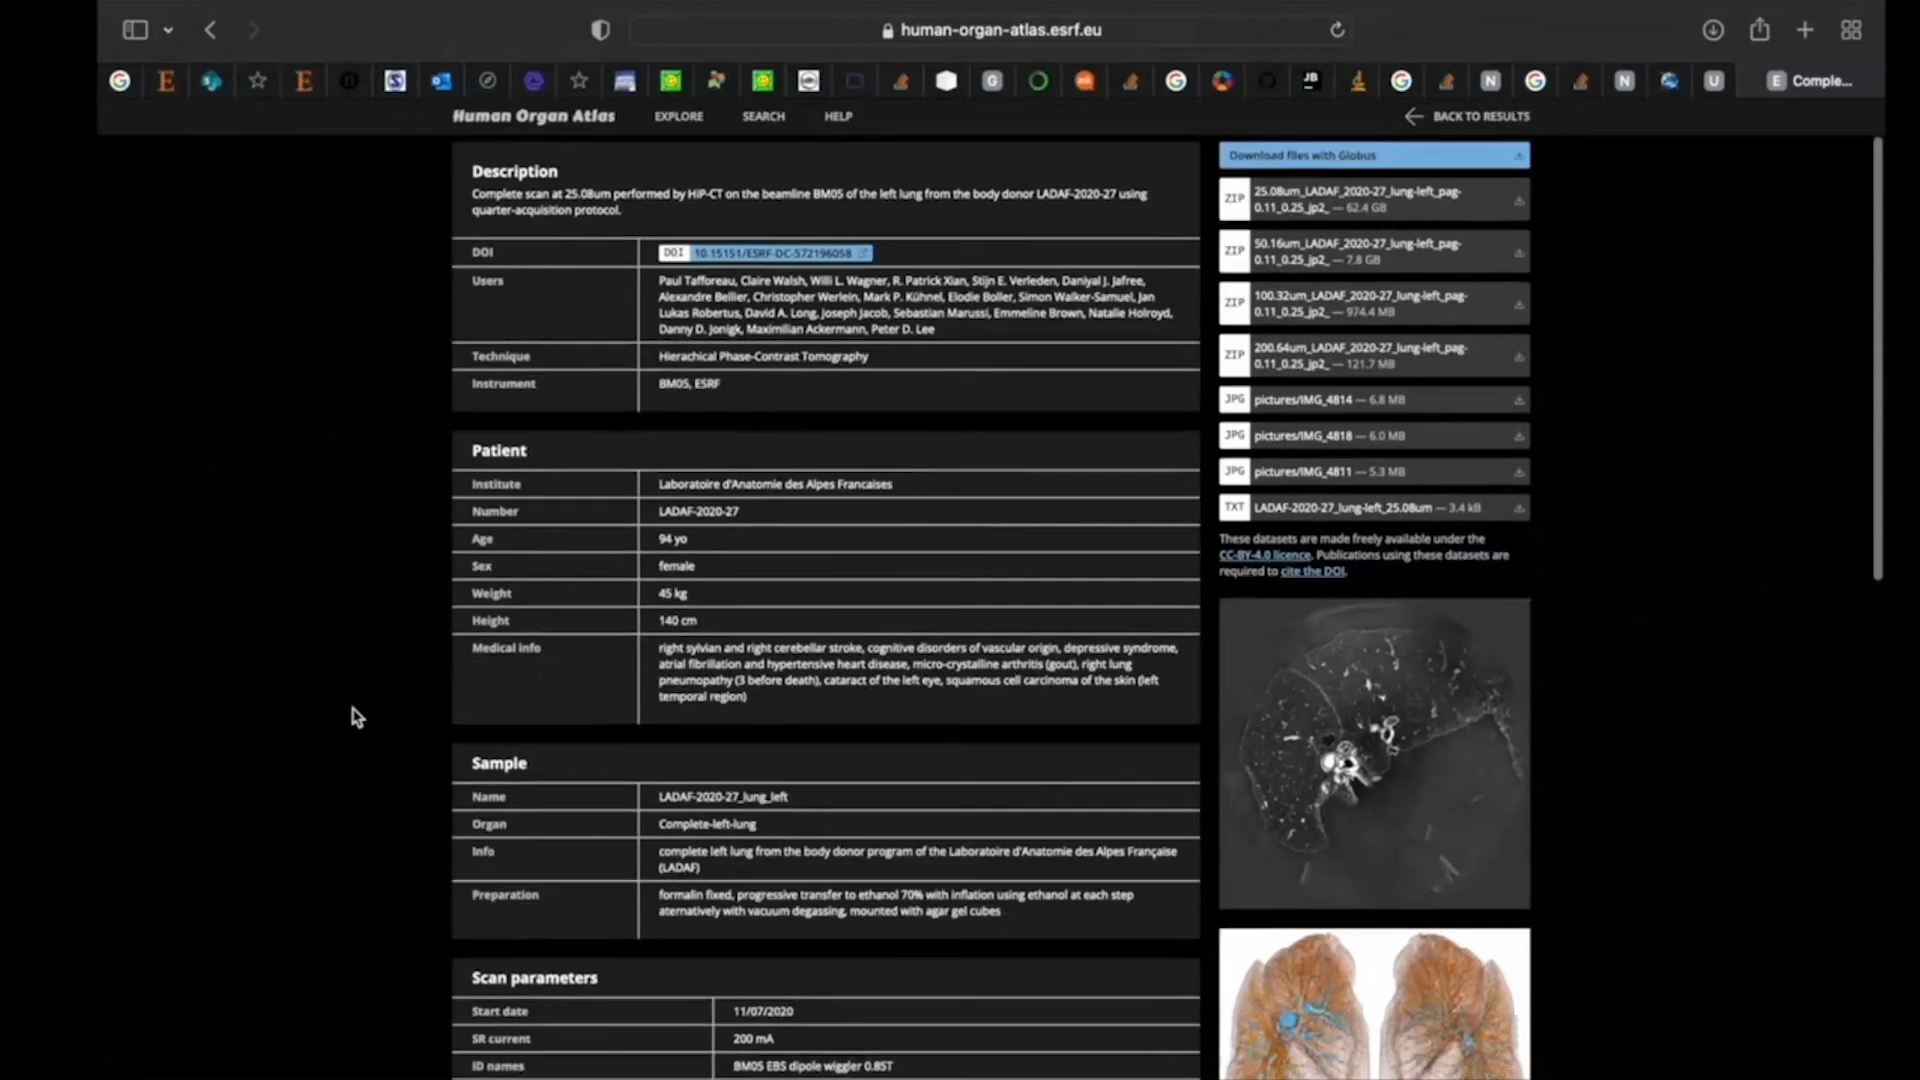 human-organ-atlas.esrf.eu
Comple...
Human Organ Atlas EXPLORE SEARCH HELP BACK TO RESULTS
Description
Complete scan at 25.08um performed by HiP-CT on the beamline BM05 of the left lung from the body donor LADAF-2020-27 using
quarter-acquisition protocol.
DOI DOI 10.15151/ESRF-DC-572196058
Users Paul Tafforeau, Claire Walsh, Willi L. Wagner, R. Patrick Xian, Stijn E. Verleden, Daniyal J. Jafree,
Alexandre Bellier, Christopher Werlein, Mark P. Kühnel, Elodie Boller, Simon Walker-Samuel, Jan
Lukas Robertus, David A. Long, Joseph Jacob, Sebastian Marussi, Emmeline Brown, Natalie Holroyd,
Danny D. Jonigk, Maximilian Ackermann, Peter D. Lee
Technique Hierachical Phase-Contrast Tomography
Instrument BM05, ESRF
Patient
Institute Laboratoire d'Anatomie des Alpes Francaises
Number LADAF-2020-27
Age 94 yo
Sex female
Weight 45 kg
Height 140 cm
Medical info right sylvian and right cerebellar stroke, cognitive disorders of vascular origin, depressive syndrome,
atrial fibrillation and hypertensive heart disease, micro-crystalline arthritis (gout), right lung
pneumopathy (3 before death), cataract of the left eye, squamous cell carcinoma of the skin (left
temporal region)
Sample
Name LADAF-2020-27_lung_left
Organ Complete-left-lung
Info complete left lung from the body donor program of the Laboratoire d'Anatomie des Alpes Française
(LADAF)
Preparation formalin fixed, progressive transfer to ethanol 70% with inflation using ethanol at each step
aternatively with vacuum degassing, mounted with agar gel cubes
Scan parameters
Start date 11/07/2020
SR current 200 mA
ID names BM05 EBS dipole wiggler 0.85T
Download files with Globus
ZIP 25.08um_LADAF_2020-27_lung-left_pag-
0.11_0.25_jp2_ — 62.4 GB
ZIP 50.16um_LADAF_2020-27_lung-left_pag-
0.11_0.25_jp2_ — 7.8 GB
ZIP 100.32um_LADAF_2020-27_lung-left_pag-
0.11_0.25_jp2_ — 974.4 MB
ZIP 200.64um_LADAF_2020-27_lung-left_pag-
0.11_0.25_jp2_ — 121.7 MB
JPG pictures/IMG_4814 — 6.8 MB
JPG pictures/IMG_4818 — 6.0 MB
JPG pictures/IMG_4811 — 5.3 MB
TXT LADAF-2020-27_lung-left_25.08um — 3.4 kB
These datasets are made freely available under the
CC-BY-4.0 licence. Publications using these datasets are
required to cite the DOI.